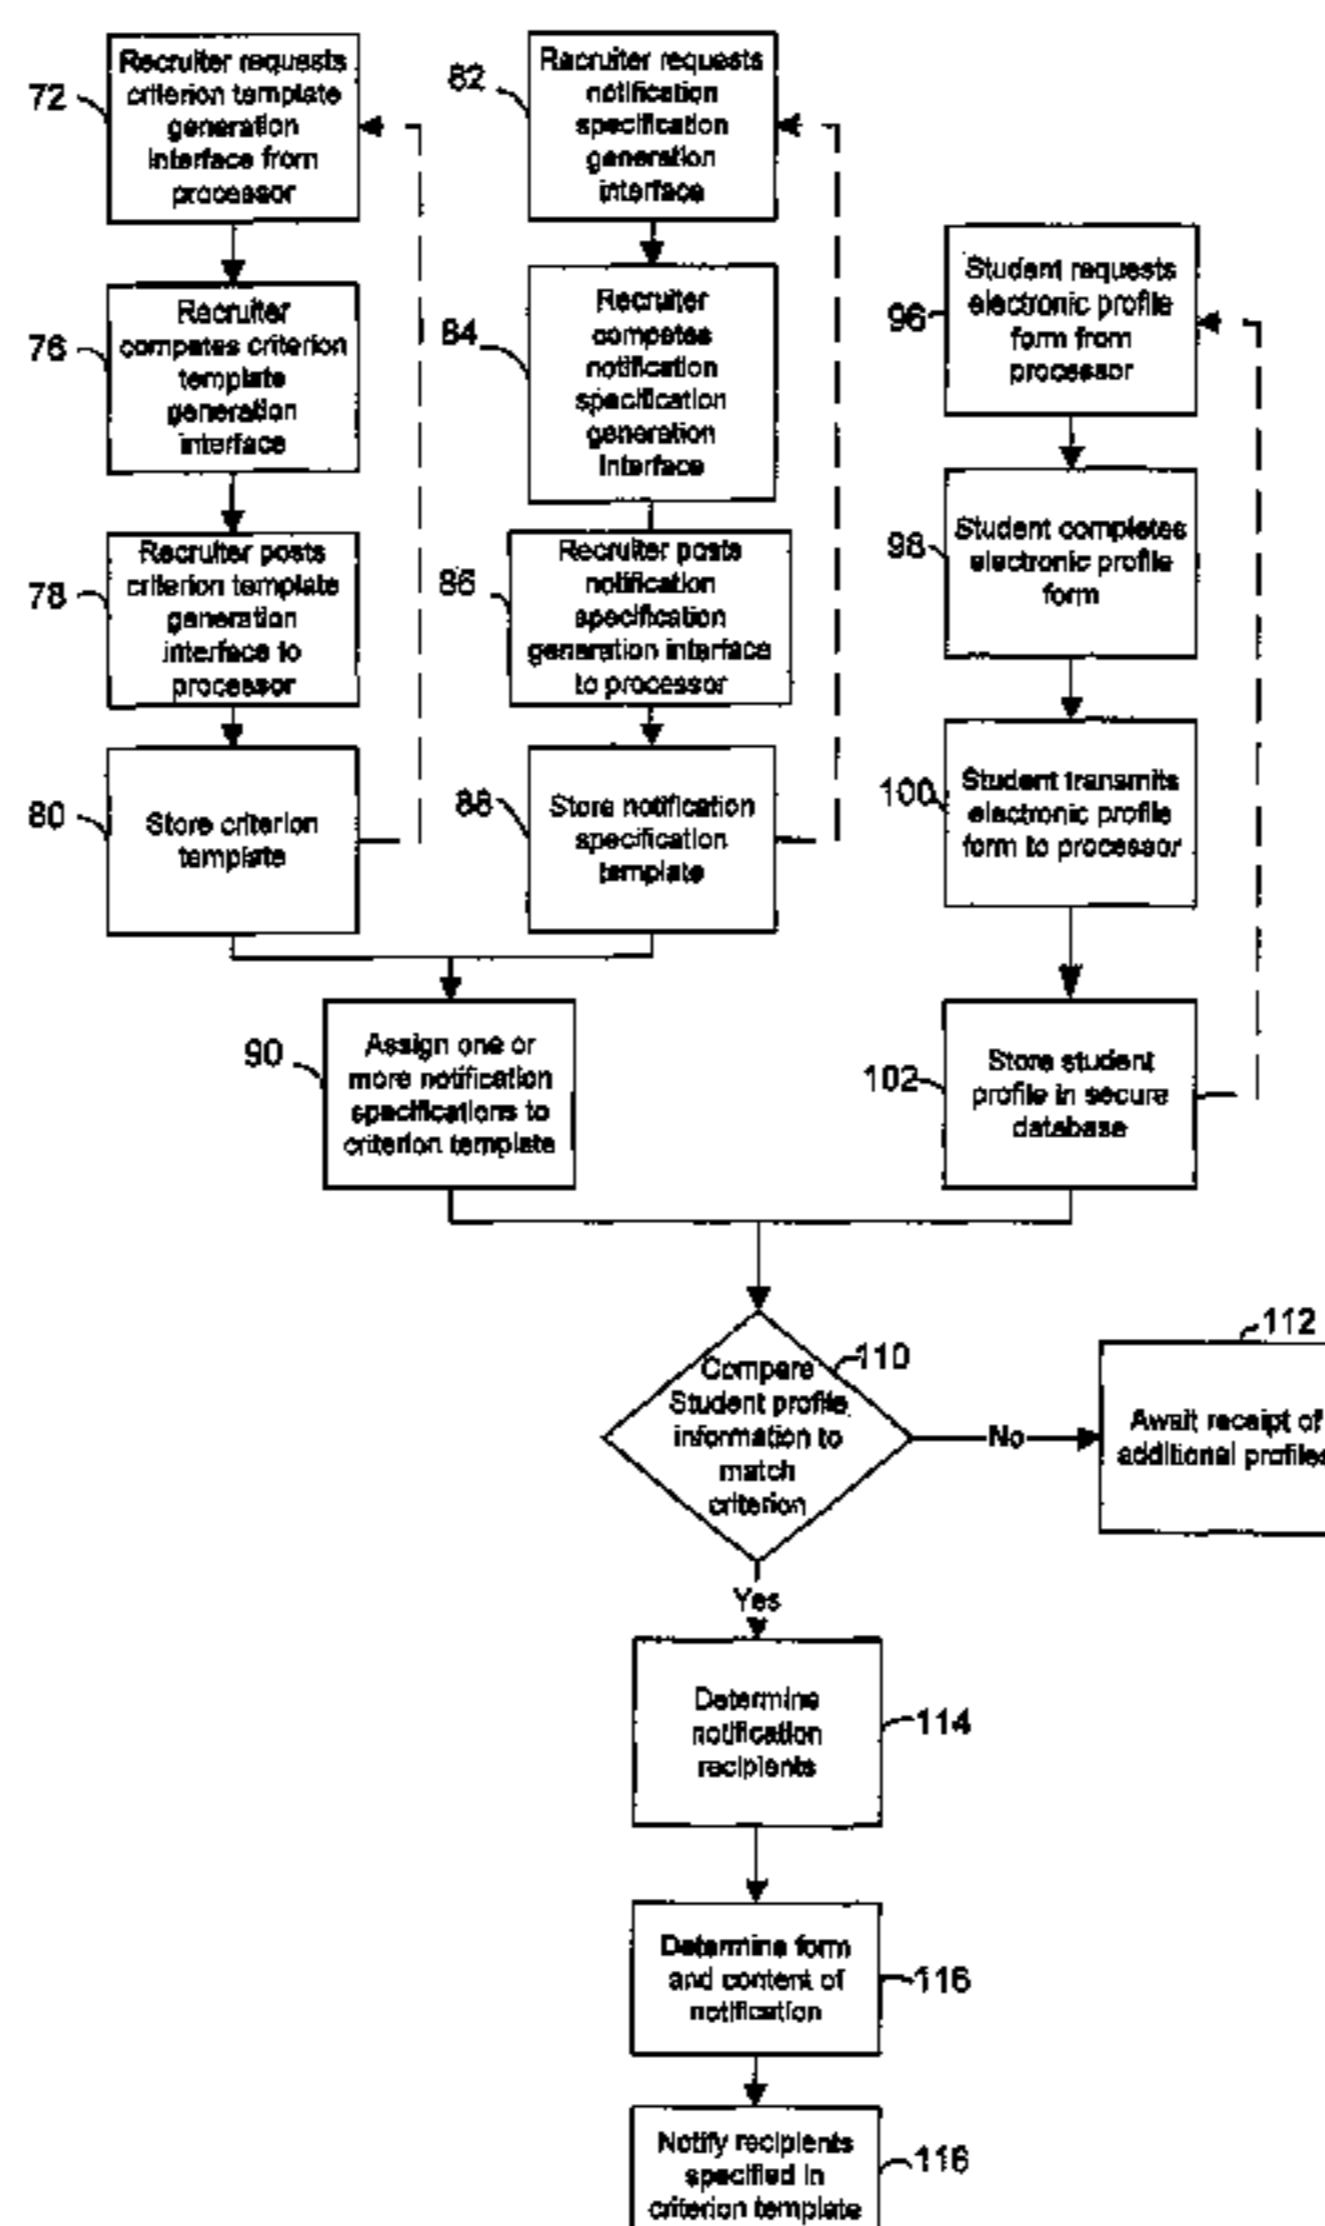 72
Recruiter requests
criterion template
generation
interface from
processor
76
Recruiter
competes criterion
template
generation
interface
78
Recruiter posts
criterion template
generation
interface to
processor
80
Store criterion
template
82
Recruiter requests
notification
specification
generation
interface
84
Recruiter
competes
notification
specification
generation
interface
86
Recruiter posts
notification
specification
generation interface
to processor
88
Store notification
specification
template
90
Assign one or
more notification
specifications to
criterion template
96
Student requests
electronic profile
form from
processor
98
Student completes
electronic profile
form
100
Student transmits
electronic profile
form to processor
102
Store student
profile in secure
database
110
Compare
Student profile
information to
match
criterion
No
112
Await receipt of
additional profiles
Yes
Determine
notification
recipients
114
Determine form
and content of
notification
116
Notify recipients
specified in
criterion template
116